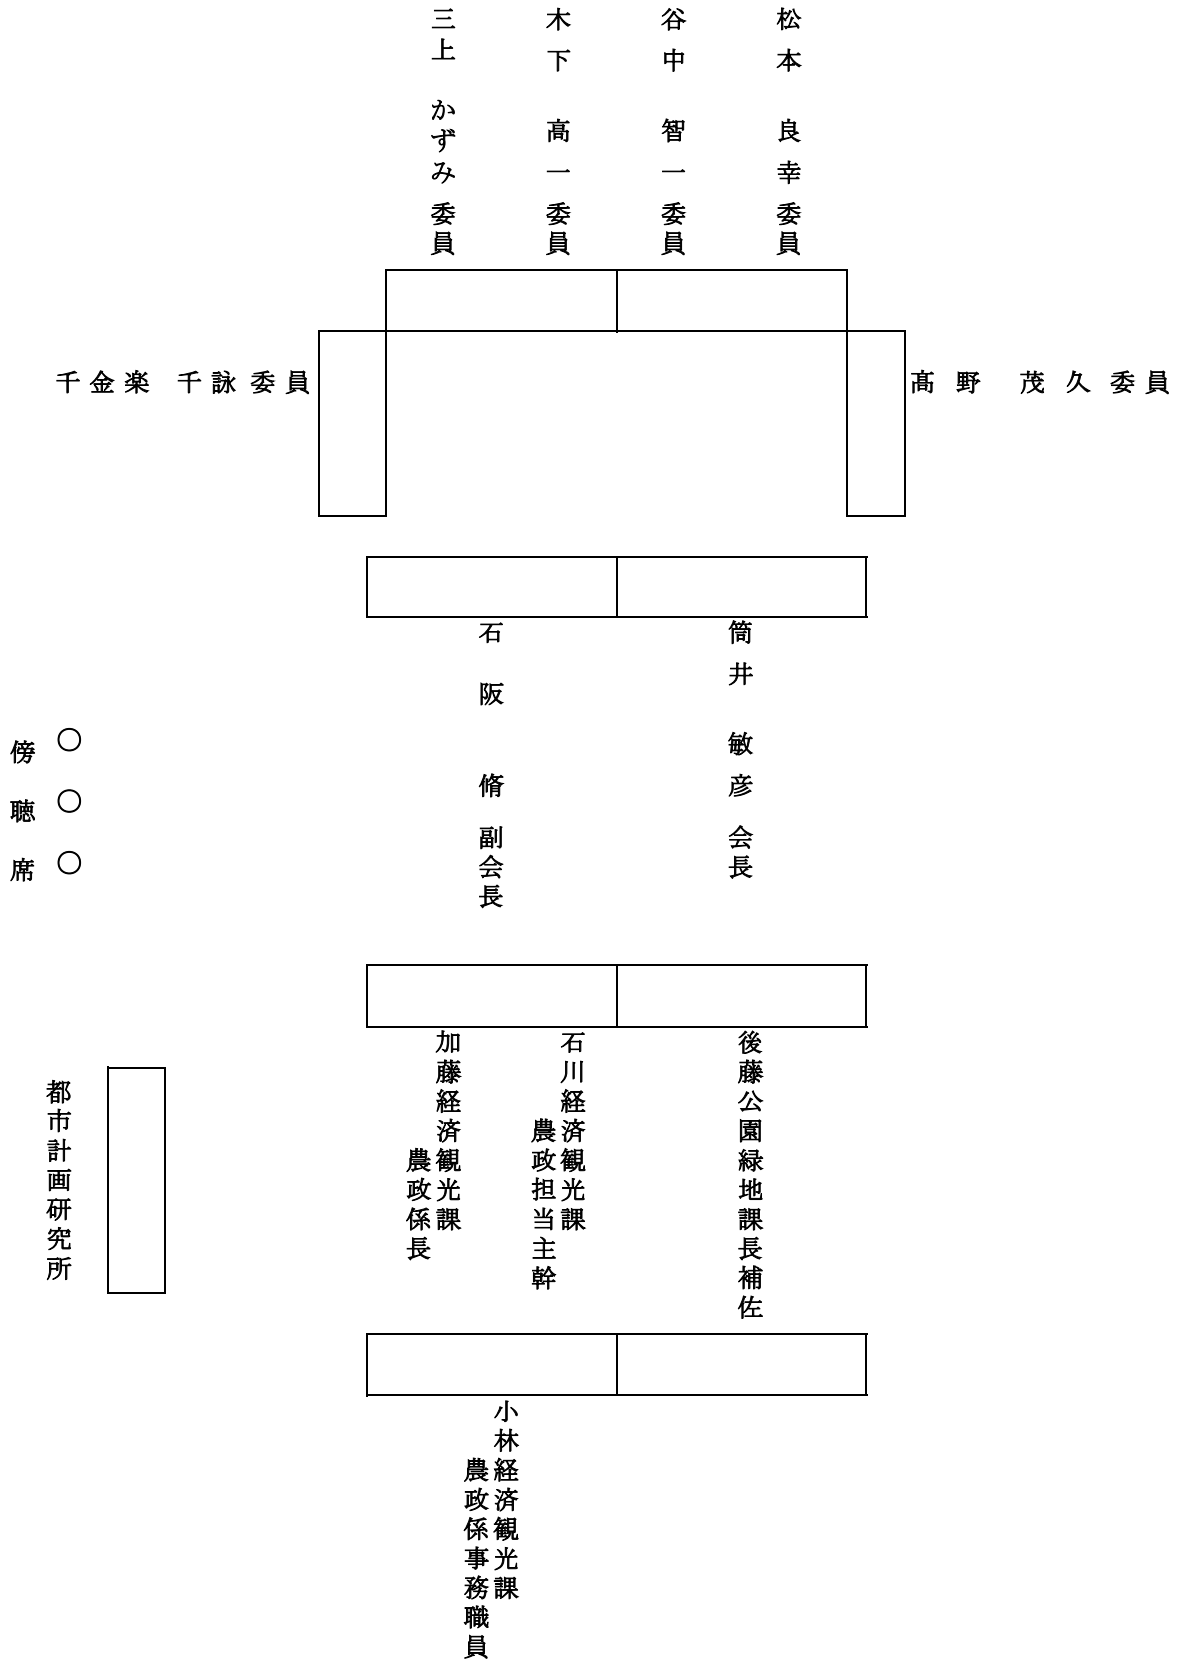 松本 良幸委員
谷中 智一委員
木下 高一委員
三上 かずみ委員
髙野 茂久委員
千金楽 千詠委員
筒井 敏彦会長
石阪 脩副会長
傍聴席
○○○
後藤公園緑地課長補佐
石川経済観光課
農政担当主幹
加藤経済観光課
農政係長
都市計画研究所
小林経済観光課
農政係事務職員